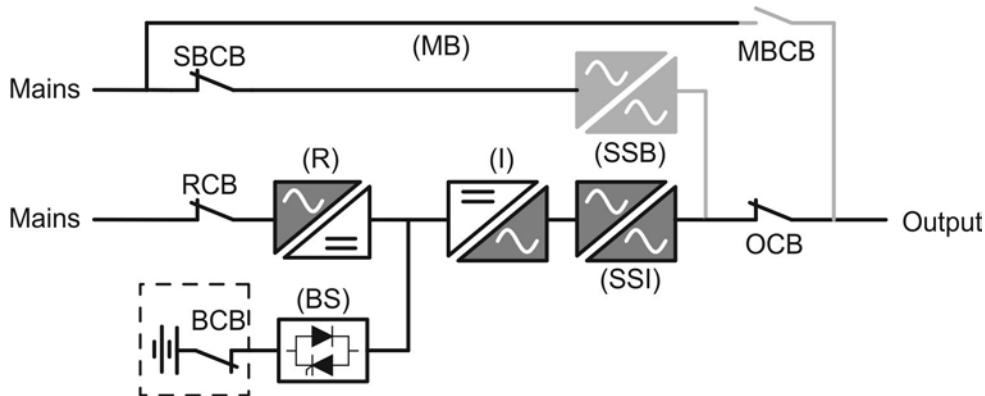 (MB)
MBCB
SBCB
Mains
(SSB)
(R)
(I)
RCB
Mains
Output
OCB
(SSI)
(BS)
BCB